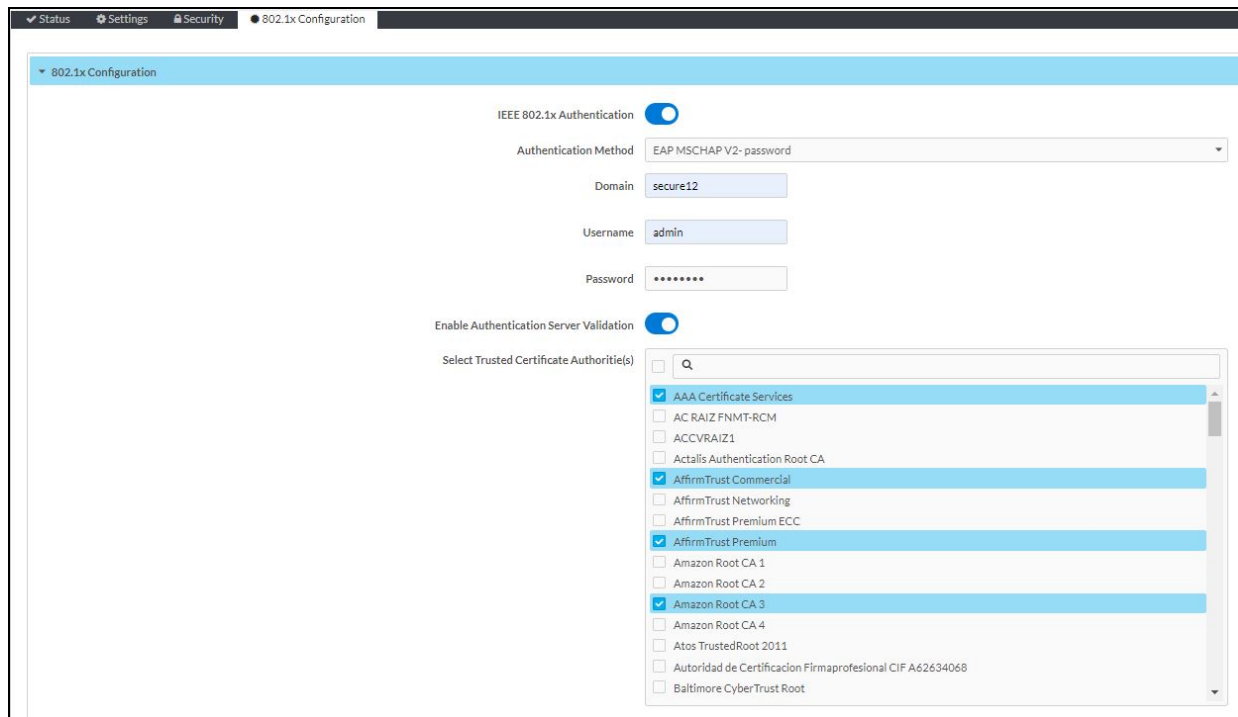 Status Settings Security 802.1x Configuration
802.1x Configuration
IEEE 802.1x Authentication
Authentication Method EAP MSCHAP V2- password
Domain secure12
Username admin
Password ••••••••
Enable Authentication Server Validation
Select Trusted Certificate Authoritie(s)
AAA Certificate Services
AC RAIZ FNMT-RCM
ACCVRAIZ1
Actalis Authentication Root CA
AffirmTrust Commercial
AffirmTrust Networking
AffirmTrust Premium ECC
AffirmTrust Premium
Amazon Root CA 1
Amazon Root CA 2
Amazon Root CA 3
Amazon Root CA 4
Atos TrustedRoot 2011
Autoridad de Certificacion Firmaprofesional CIF A62634068
Baltimore CyberTrust Root